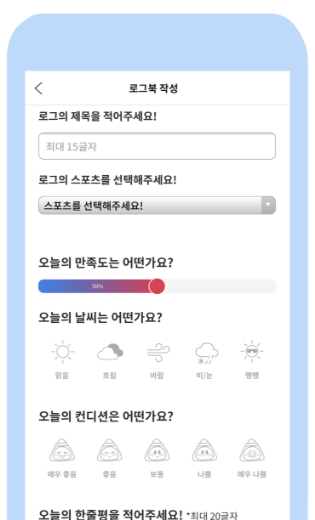 로그북 작성
로그의 제목을 적어주세요!
최대 15글자
로그의 스포츠를 선택해주세요!
스포츠를 선택해주세요!
오늘의 만족도는 어떤가요?
50%
오늘의 날씨는 어떤가요?
맑음 흐림 바람 비/눈 땡땡
오늘의 컨디션은 어떤가요?
매우 좋음 좋음 보통 나쁨 매우 나쁨
오늘의 한줄평을 적어주세요! *최대 20글자